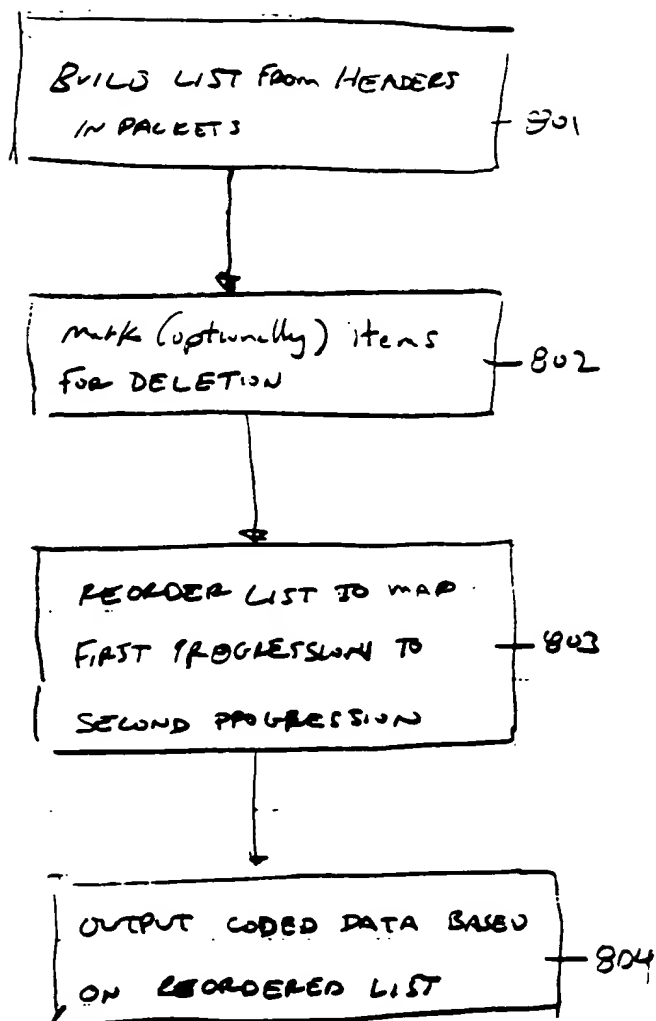 BUILD LIST FROM HEADERS
IN PACKETS
801
mark (optionally) items
FOR DELETION
802
REORDER LIST TO MAP
FIRST PROGRESSION TO
SECOND PROGRESSION
803
OUTPUT CODED DATA BASED
ON REORDERED LIST
804